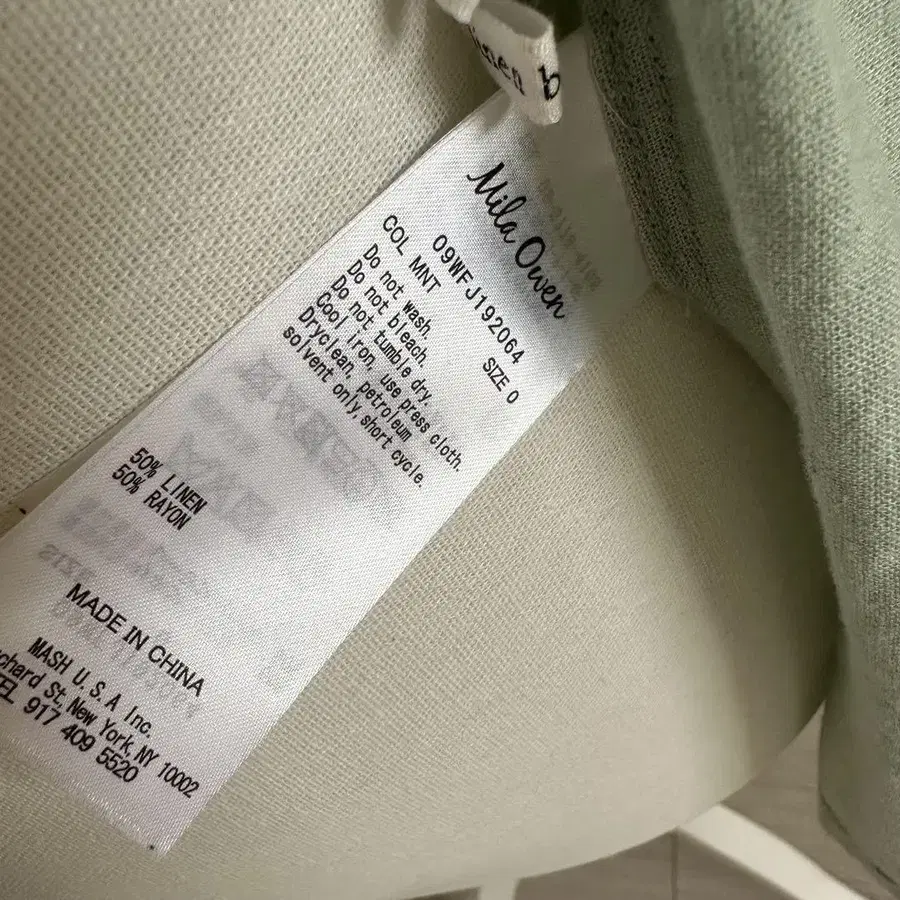 linen b
Mila Owen
09WFJ192064
COL MNT SIZE 0
Do not wash.
Do not bleach.
Do not tumble dry.
Cool iron, use press cloth.
Dryclean, petroleum
solvent only, short cycle.
50% LINEN
50% RAYON
MADE IN CHINA
MASH U.S.A Inc.
St, New York, NY 10002
TEL 917 409 5520